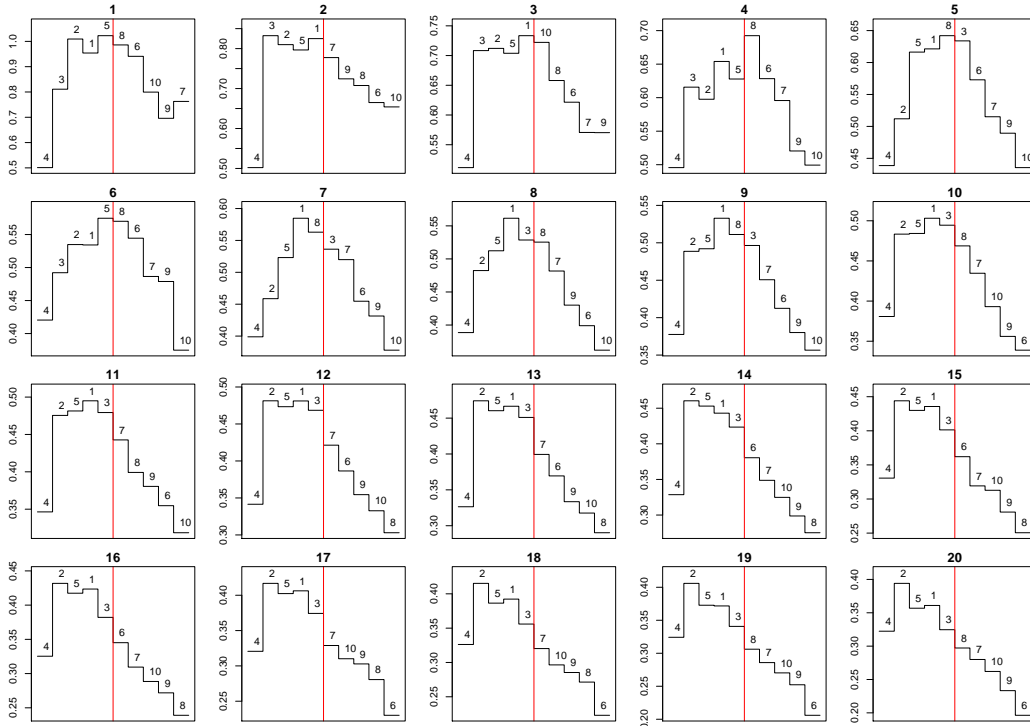 1
1.0 0.9 0.8 0.7 0.6 0.5
4 3 2 1 5 8 6 10 9 7
2
0.80 0.70 0.60 0.50
4 3 2 5 1 7 9 8 6 10
3
0.75 0.70 0.65 0.60 0.55
4 3 2 5 1 10 8 6 7 9
4
0.70 0.65 0.60 0.55 0.50
4 3 2 1 5 8 6 7 9 10
5
0.65 0.60 0.55 0.50 0.45
4 2 5 1 8 3 6 7 9 10
6
0.55 0.50 0.45 0.40
4 3 2 1 5 8 6 7 9 10
7
0.60 0.55 0.50 0.45 0.40
4 2 5 1 8 3 7 6 9 10
8
0.55 0.50 0.45 0.40
4 2 5 1 3 8 7 9 6 10
9
0.55 0.50 0.45 0.40 0.35
4 2 5 1 8 3 7 6 9 10
10
0.50 0.45 0.40 0.35
4 2 5 1 3 8 7 10 9 6
11
0.50 0.45 0.40 0.35
4 2 5 1 3 7 8 9 6 10
12
0.50 0.45 0.40 0.35 0.30
4 2 5 1 3 7 6 9 10 8
13
0.45 0.40 0.35 0.30
4 2 5 1 3 7 6 9 10 8
14
0.45 0.40 0.35 0.30
4 2 5 1 3 6 7 10 9 8
15
0.45 0.40 0.35 0.30 0.25
4 2 5 1 3 6 7 10 9 8
16
0.45 0.40 0.35 0.30 0.25
4 2 5 1 3 6 7 10 9 8
17
0.40 0.35 0.30 0.25
4 2 5 1 3 7 10 9 8 6
18
0.40 0.35 0.30 0.25
4 2 5 1 3 7 10 9 8 6
19
0.40 0.35 0.30 0.25 0.20
4 2 5 1 3 8 7 10 9 6
20
0.40 0.35 0.30 0.25 0.20
4 2 5 1 3 8 7 10 9 6